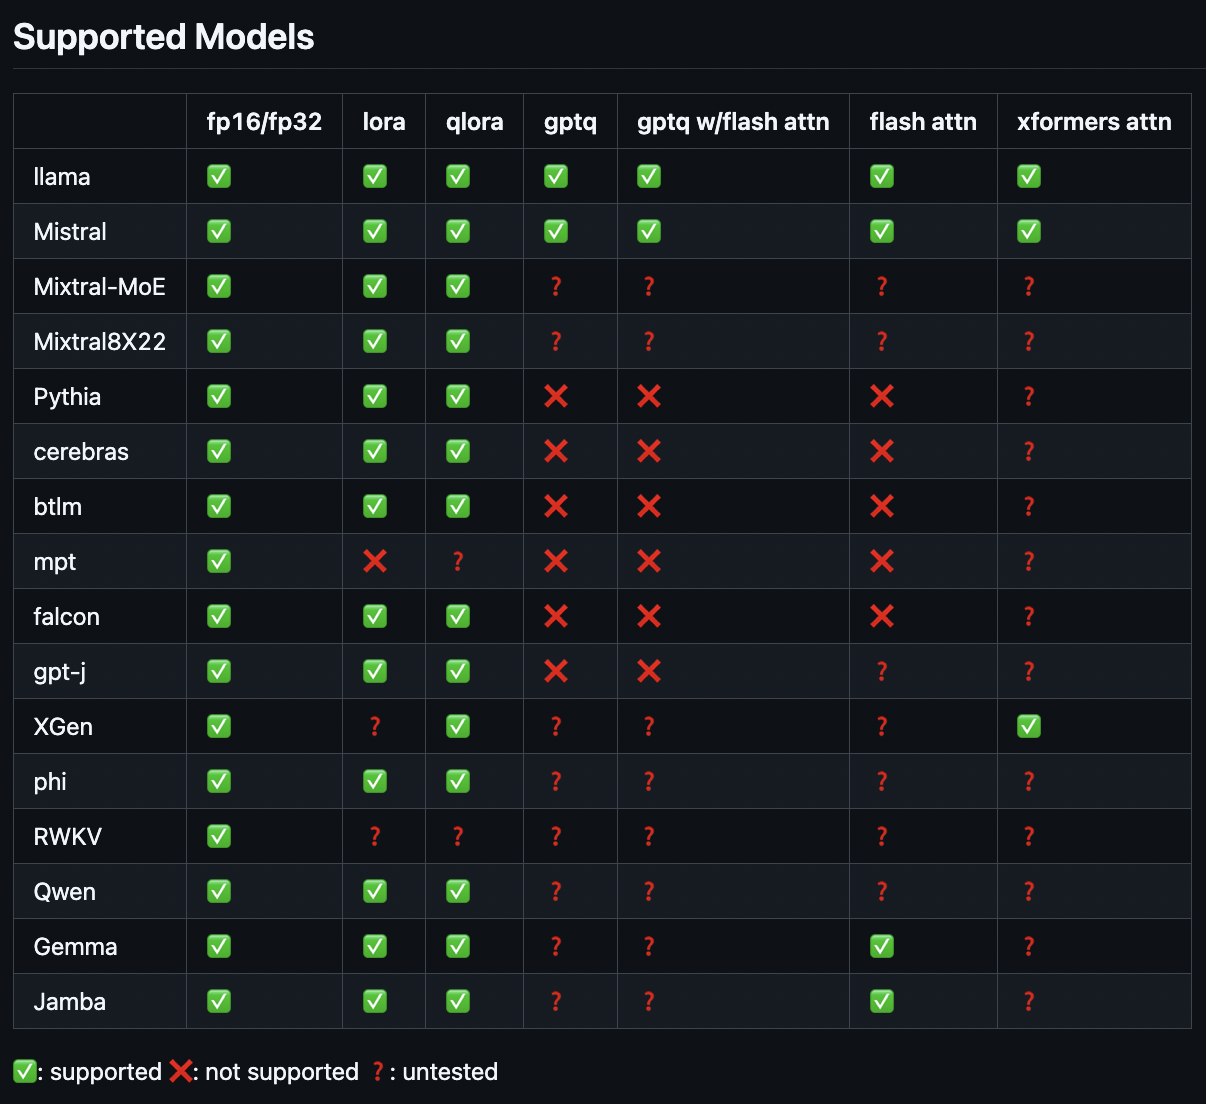 Supported Models
fp16/fp32 lora qlora gptq gptq w/flash attn flash attn xformers attn
llama ✅ ✅ ✅ ✅ ✅ ✅ ✅
Mistral ✅ ✅ ✅ ✅ ✅ ✅ ✅
Mixtral-MoE ✅ ✅ ✅ ❓ ❓ ❓ ❓
Mixtral8X22 ✅ ✅ ✅ ❓ ❓ ❓ ❓
Pythia ✅ ✅ ✅ ❌ ❌ ❌ ❓
cerebras ✅ ✅ ✅ ❌ ❌ ❌ ❓
btlm ✅ ✅ ✅ ❌ ❌ ❌ ❓
mpt ✅ ❌ ❓ ❌ ❌ ❌ ❓
falcon ✅ ✅ ✅ ❌ ❌ ❌ ❓
gpt-j ✅ ✅ ✅ ❌ ❌ ❓ ❓
XGen ✅ ❓ ✅ ❓ ❓ ❓ ✅
phi ✅ ✅ ✅ ❓ ❓ ❓ ❓
RWKV ✅ ❓ ❓ ❓ ❓ ❓ ❓
Qwen ✅ ✅ ✅ ❓ ❓ ❓ ❓
Gemma ✅ ✅ ✅ ❓ ❓ ✅ ❓
Jamba ✅ ✅ ✅ ❓ ❓ ✅ ❓
✅: supported ❌: not supported ❓: untested